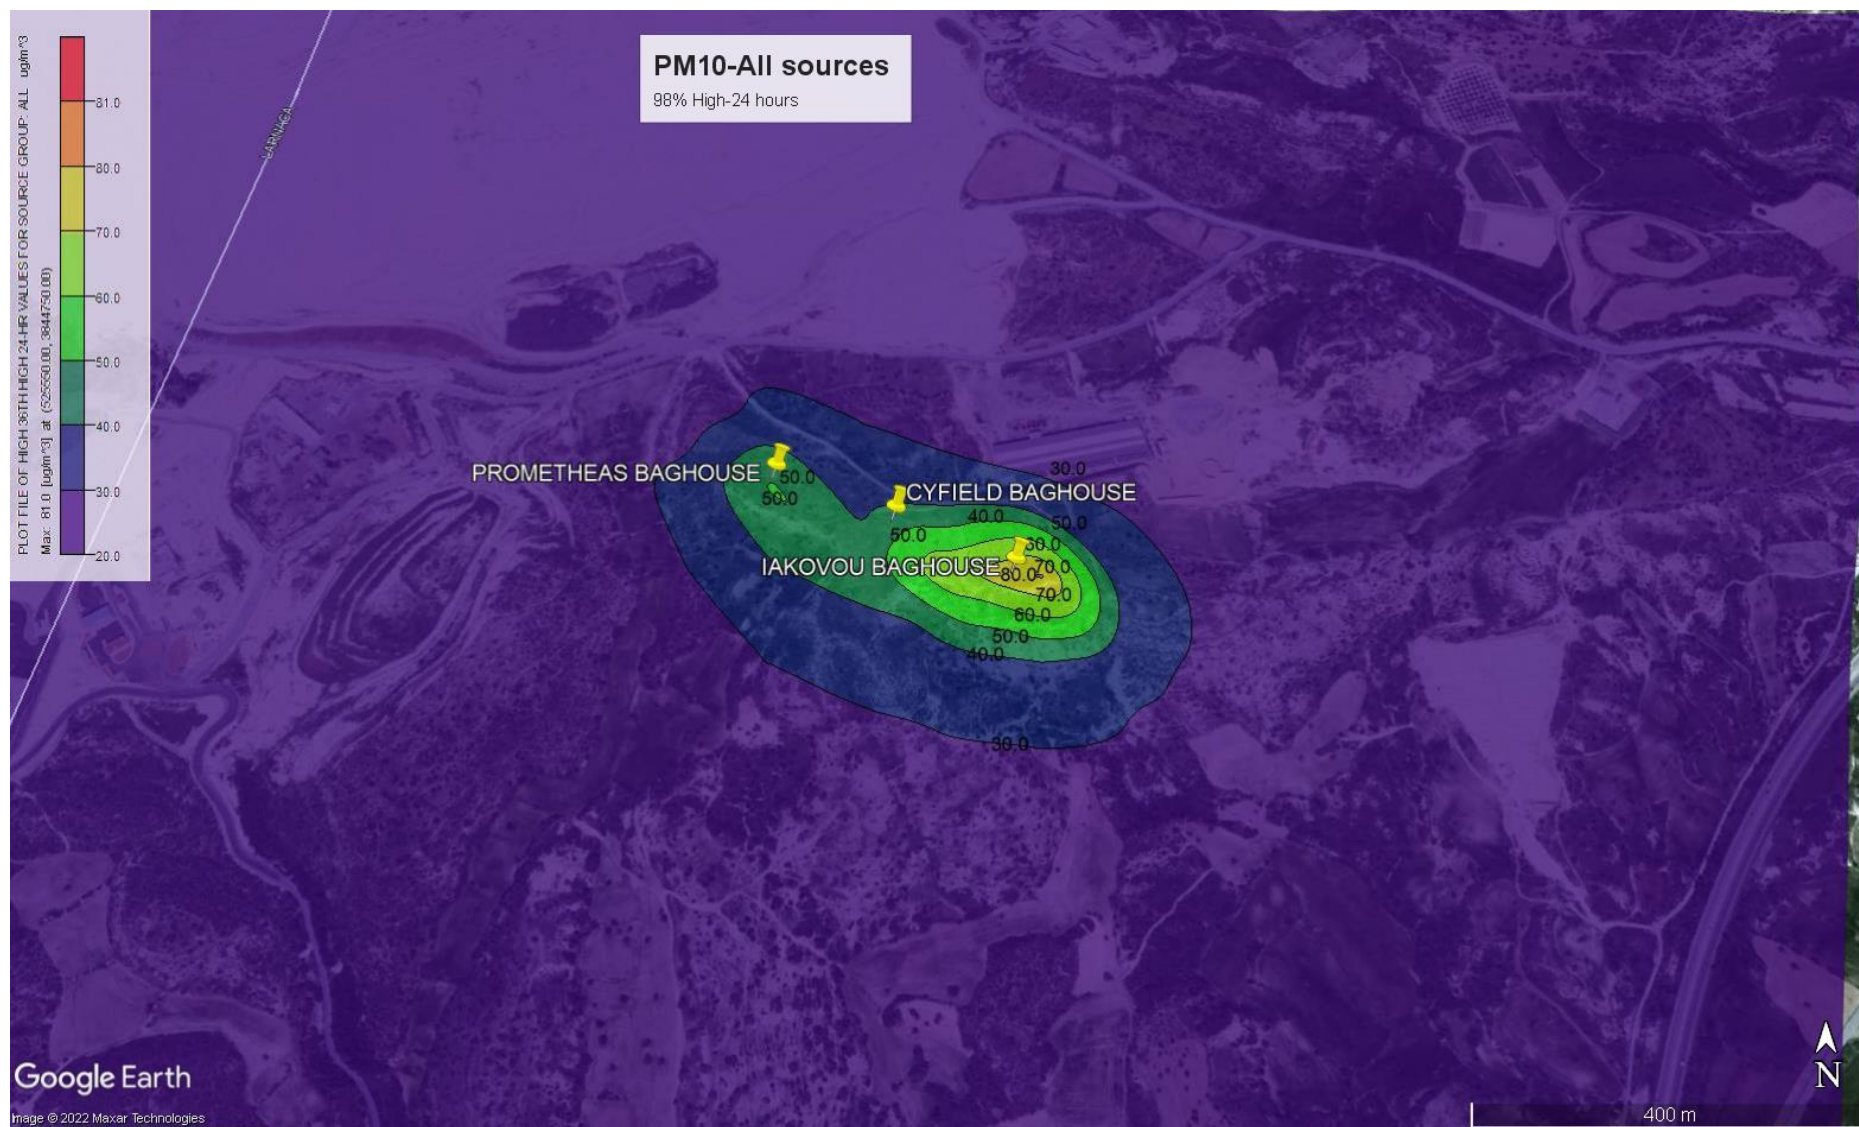 PM10-All sources
98% High-24 hours
PLOT FILE OF HIGH 36TH HIGH 24-HR VALUES FOR SOURCE GROUP: ALL ug/m^3
Max: 81.0 [ug/m^3] at (525550.00, 3844750.00)
81.0
80.0
70.0
60.0
50.0
40.0
30.0
20.0
LARNACA
30.0
PROMETHEAS BAGHOUSE
50.0
50.0
CYFIELD BAGHOUSE
40.0
50.0
50.0
60.0
IAKOVOU BAGHOUSE
80.0
70.0
70.0
60.0
50.0
40.0
30.0
Google Earth
Image © 2022 Maxar Technologies
N
400 m